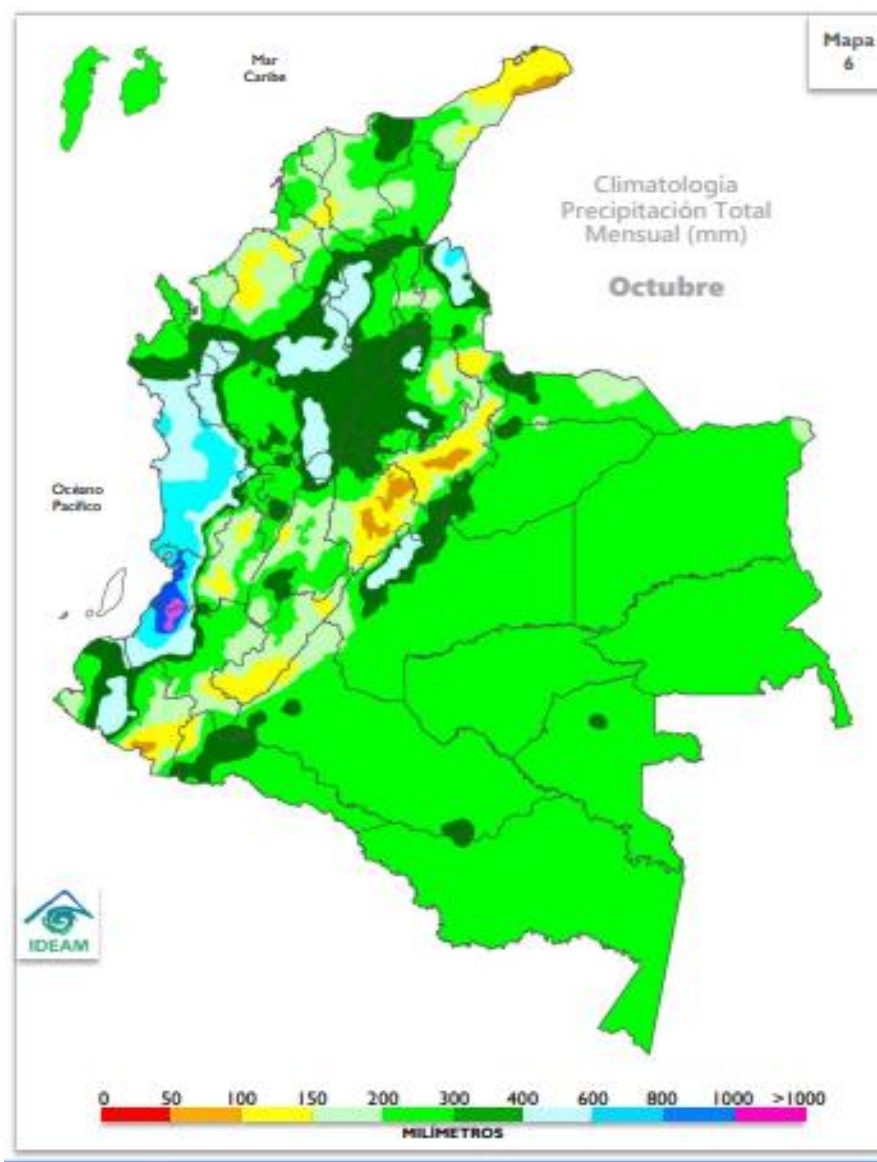 Mapa
6
Mar
Caribe
Climatología
Precipitación Total
Mensual (mm)
Octubre
Océano
Pacífico
IDEAM
0 50 100 150 200 300 400 600 800 1000 >1000
MILÍMETROS